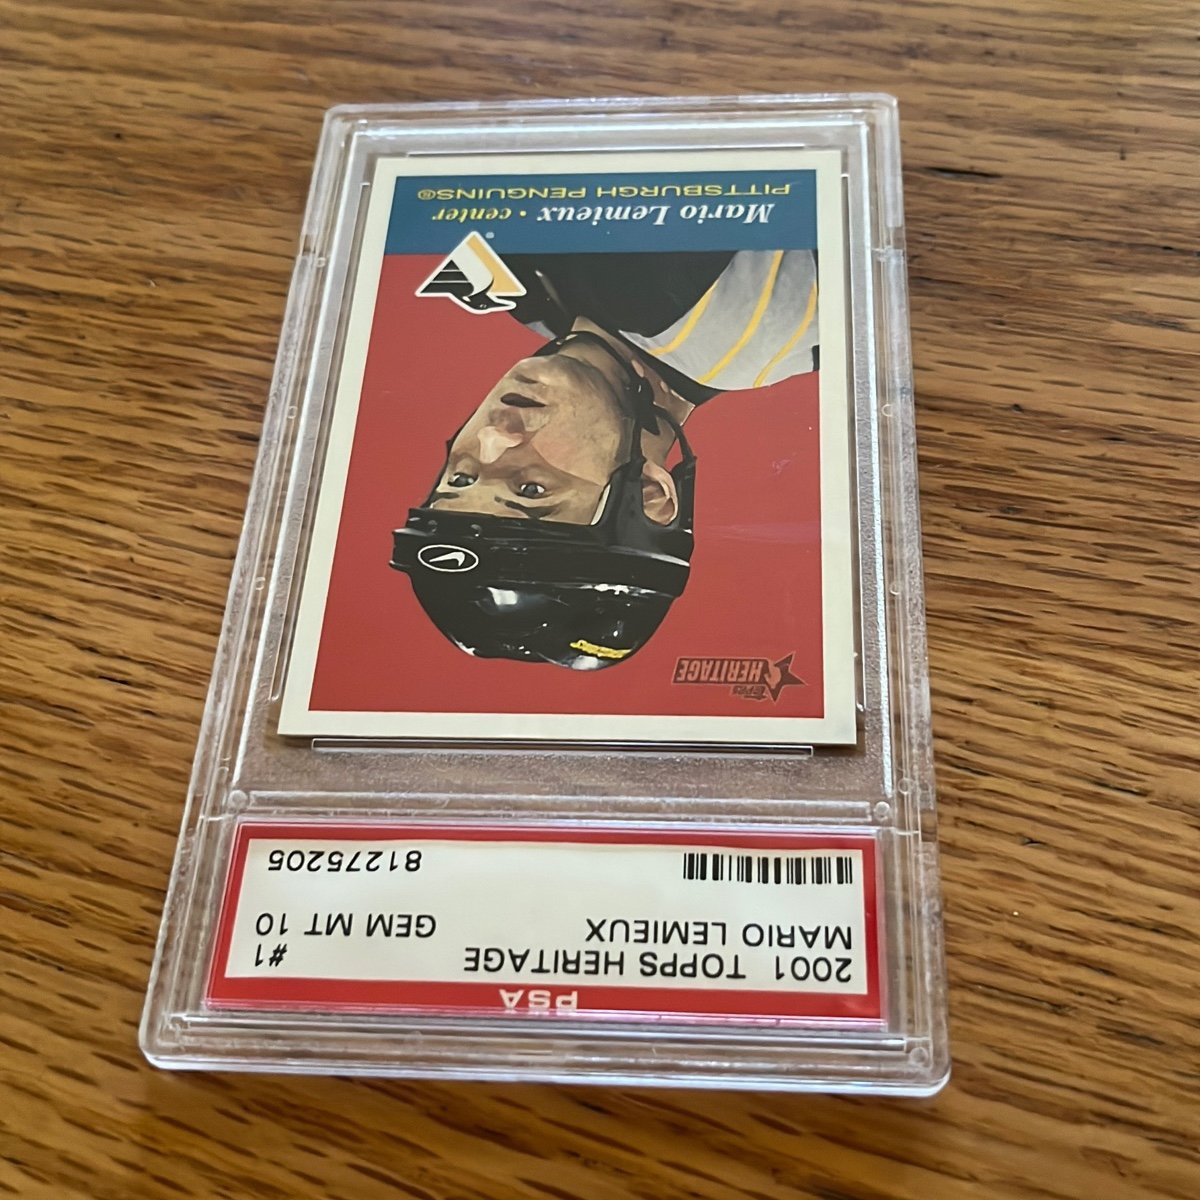 PSA
2001 TOPPS HERITAGE #1
MARIO LEMIEUX GEM MT 10
81275205
topps
HERITAGE
Mario Lemieux • center
PITTSBURGH PENGUINS®